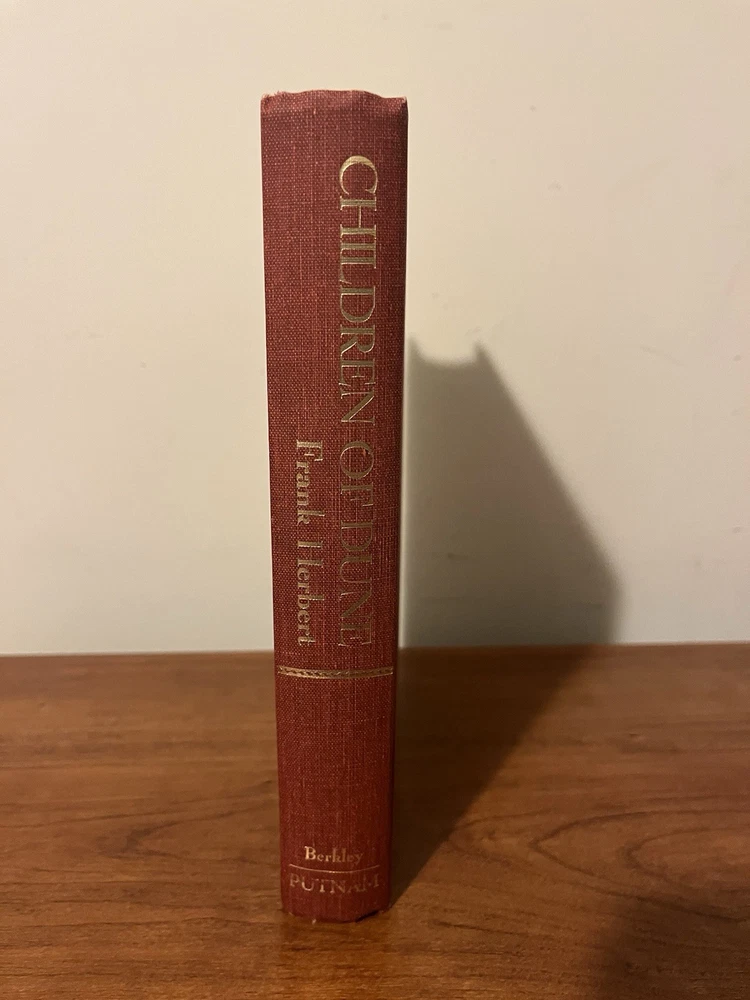 CHILDREN OF DUNE
Frank Herbert
Berkley
PUTNAM